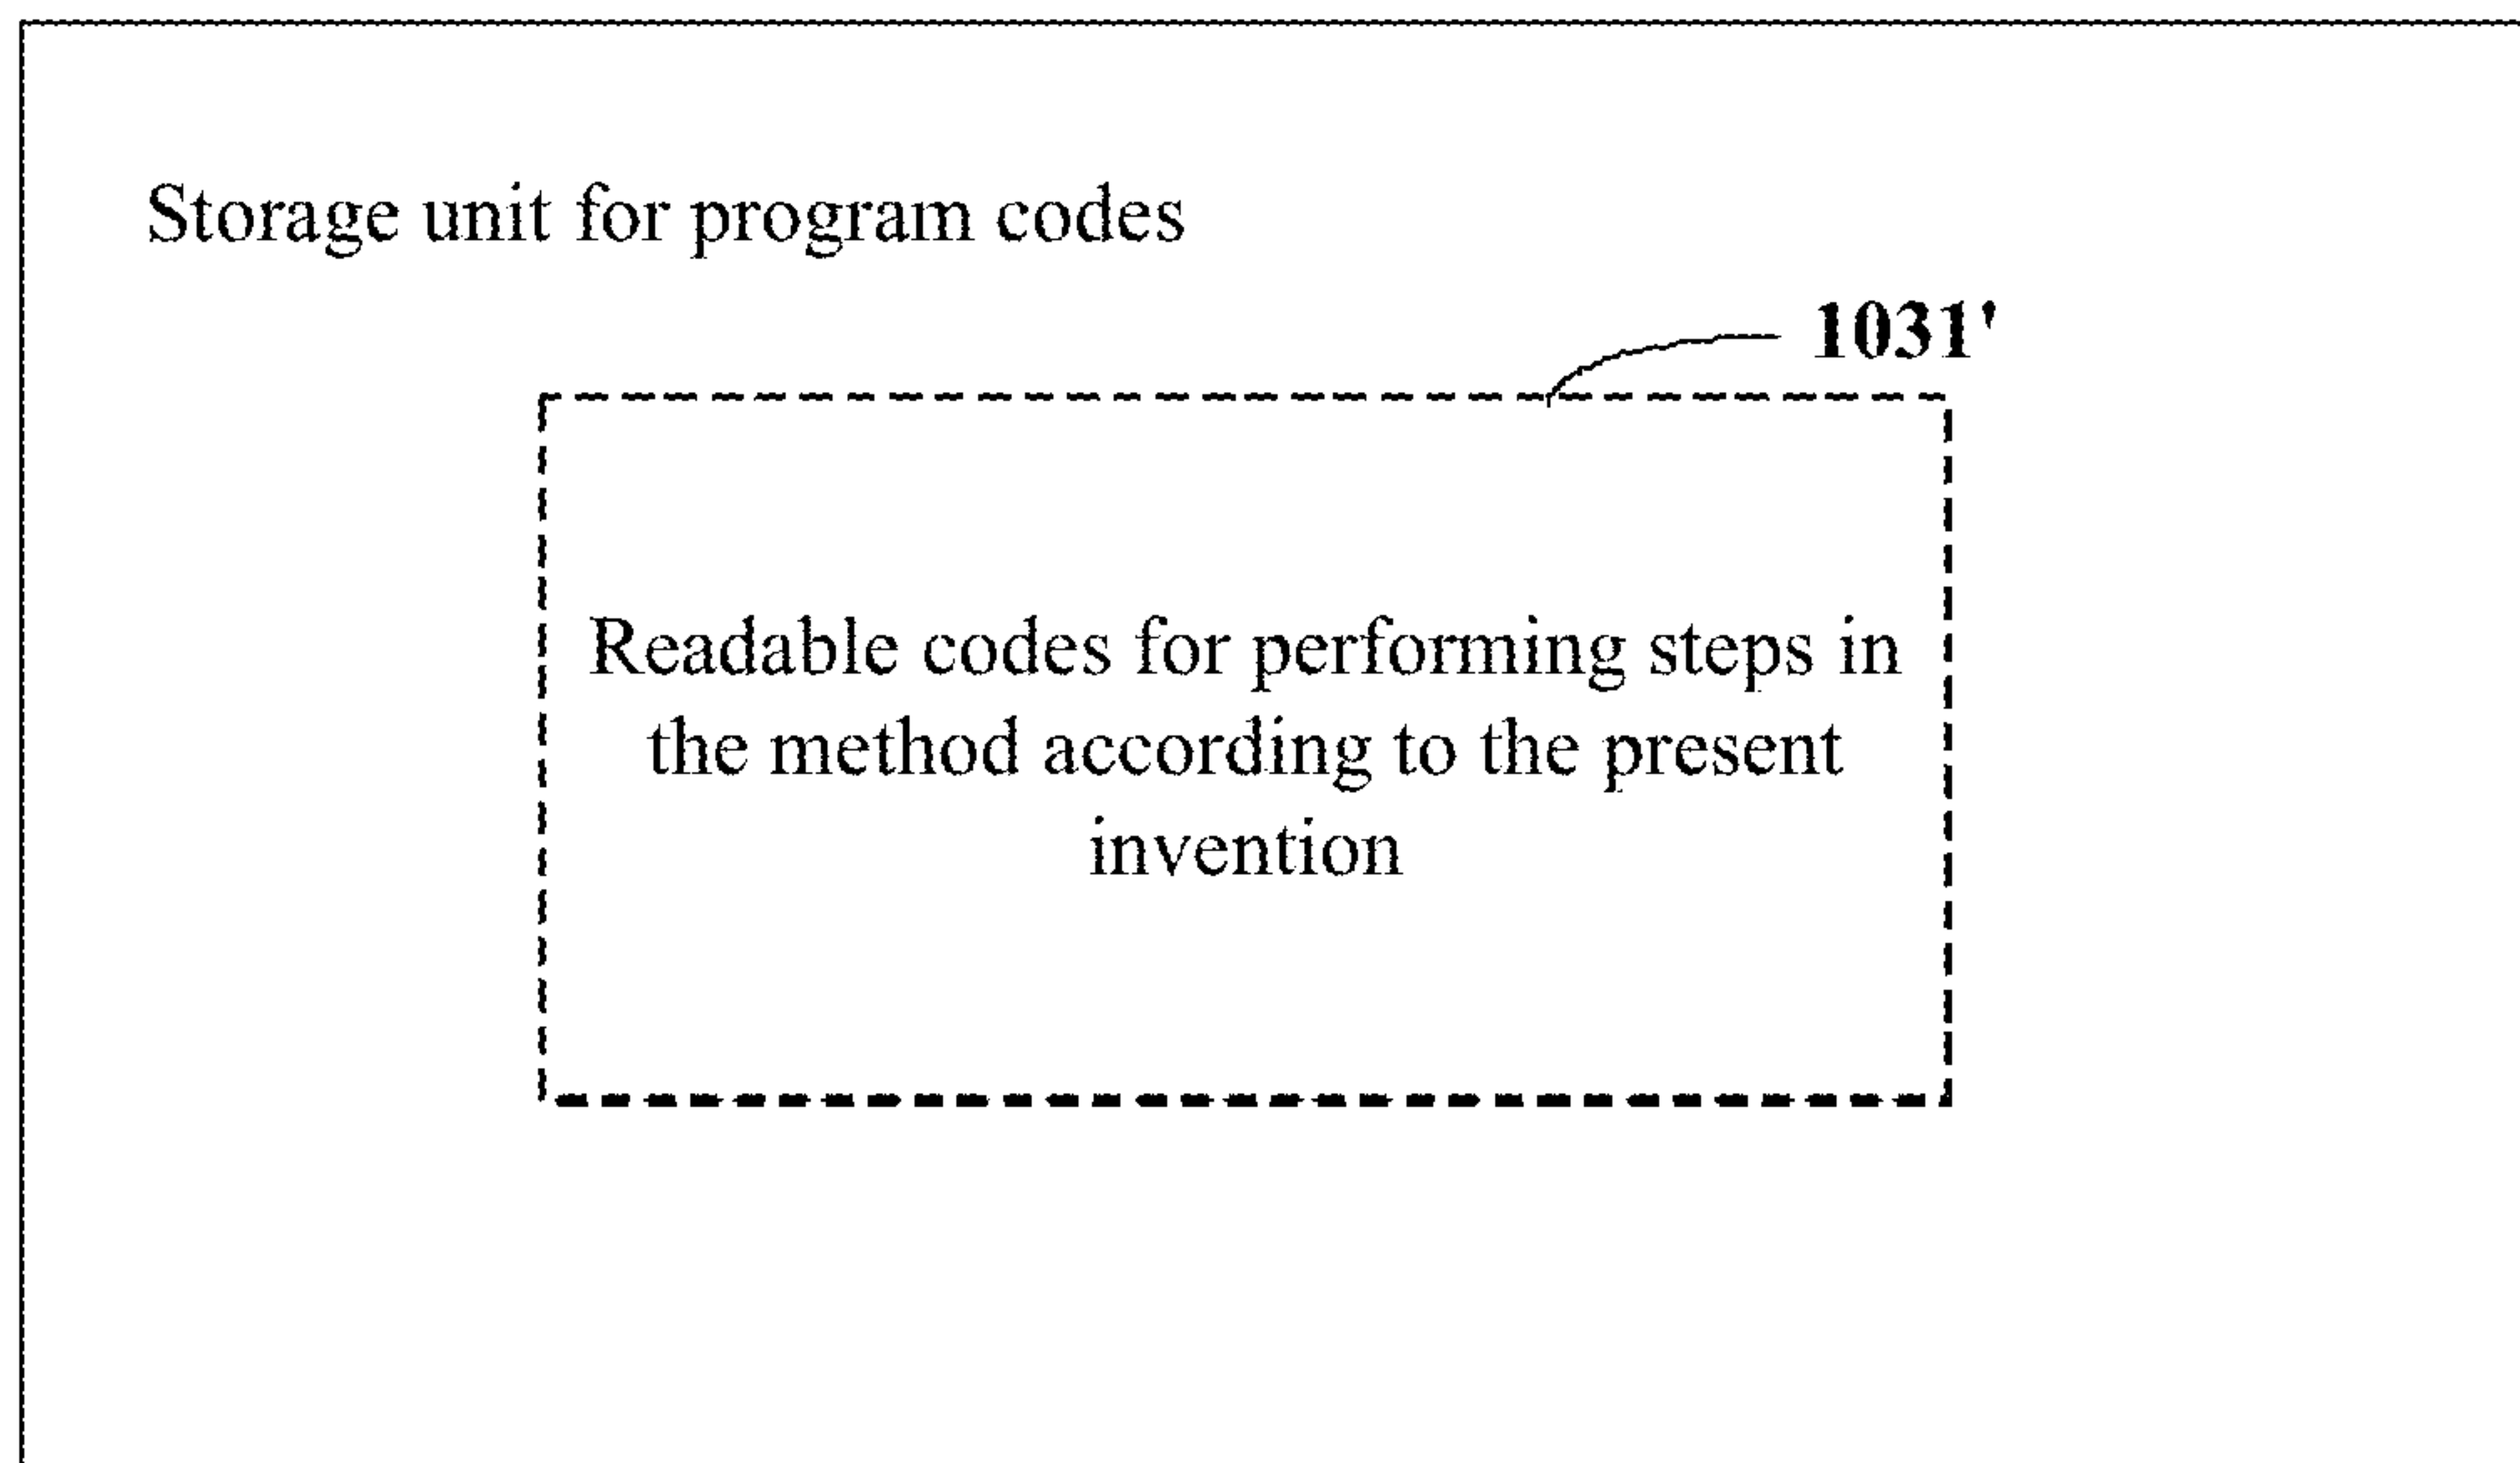 Storage unit for program codes
1031'
Readable codes for performing steps in
the method according to the present
invention